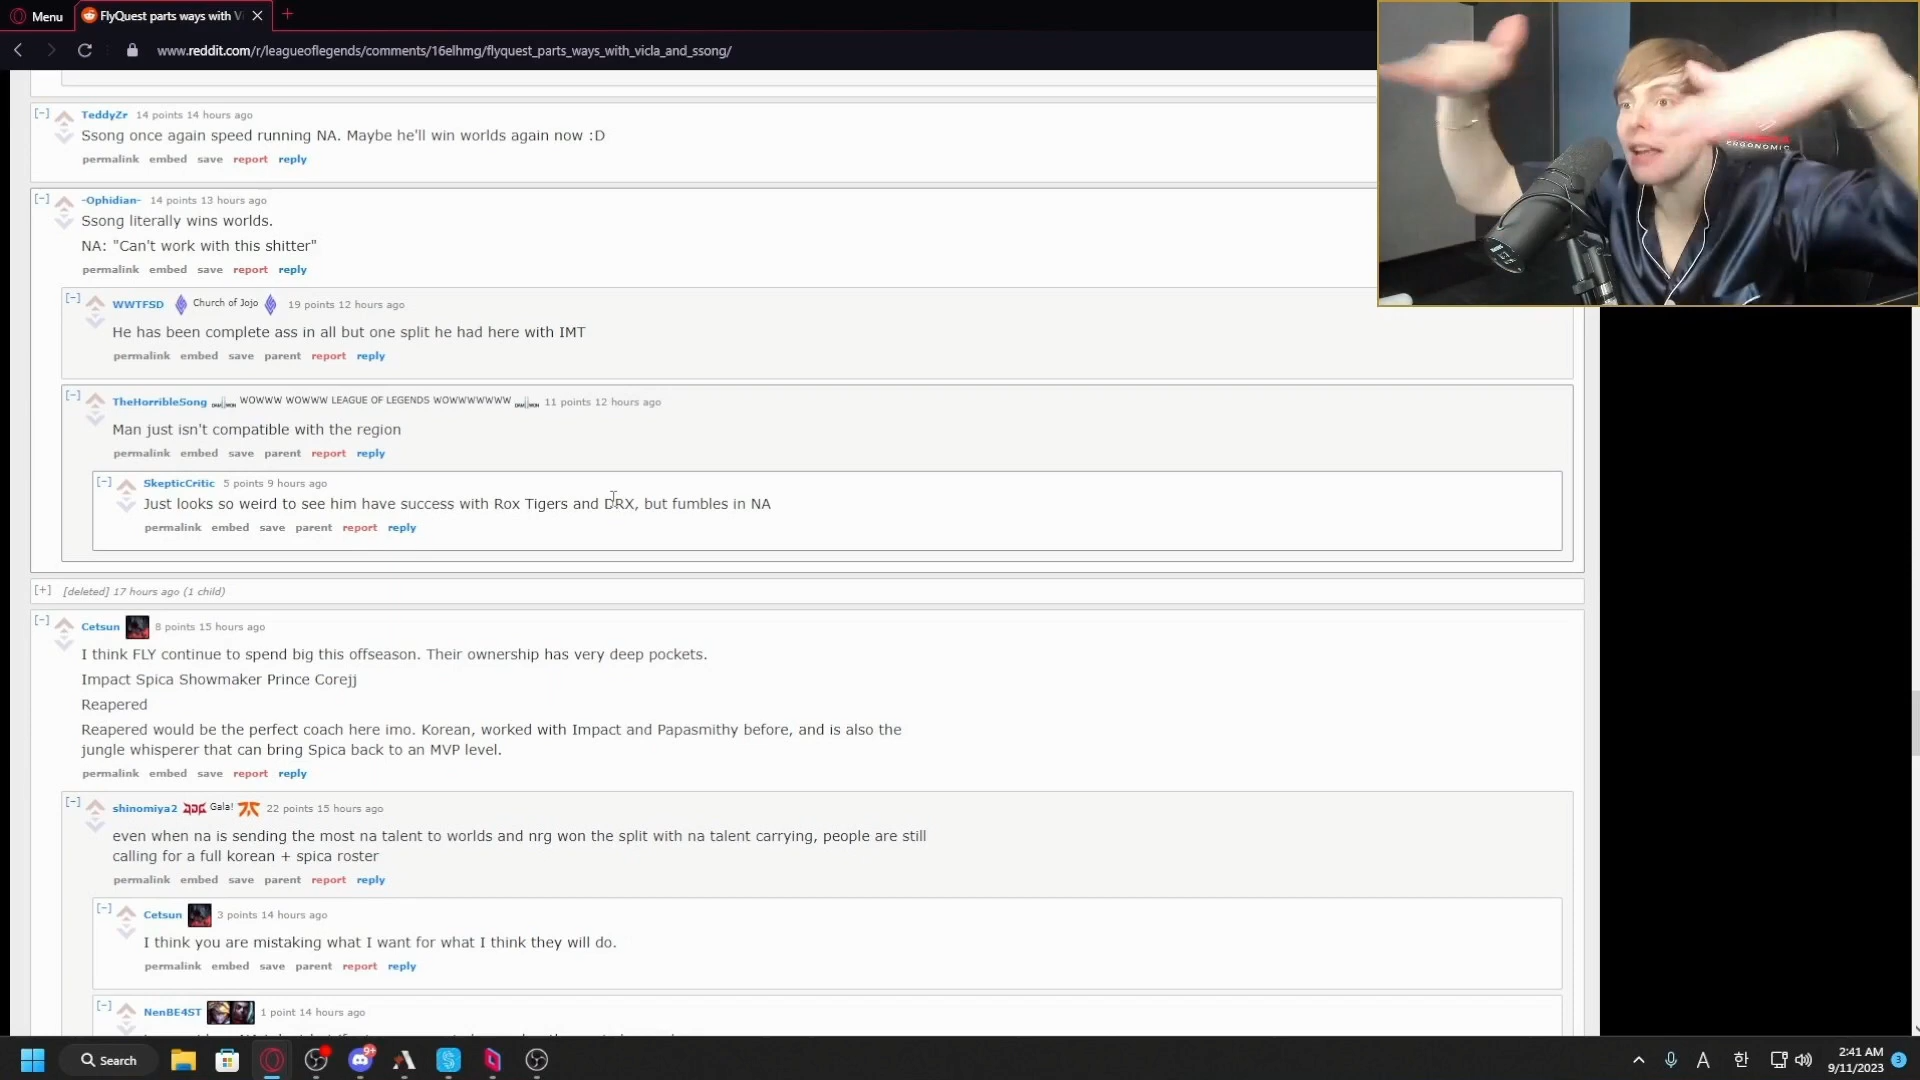 Menu
FlyQuest parts ways with V
www.reddit.com/r/leagueoflegends/comments/16elhmg/flyquest_parts_ways_with_vicla_and_ssong/
ERGONOMIC
[-] TeddyZr 14 points 14 hours ago
Ssong once again speed running NA. Maybe he'll win worlds again now :D
permalink embed save report reply
[-] -Ophidian- 14 points 13 hours ago
Ssong literally wins worlds.
NA: "Can't work with this shitter"
permalink embed save report reply
[-] WWTFSD Church of Jojo 19 points 12 hours ago
He has been complete ass in all but one split he had here with IMT
permalink embed save parent report reply
[-] TheHorribleSong WOWWW WOWWW LEAGUE OF LEGENDS WOWWWWWWW 11 points 12 hours ago
Man just isn't compatible with the region
permalink embed save parent report reply
[-] SkepticCritic 5 points 9 hours ago
Just looks so weird to see him have success with Rox Tigers and DRX, but fumbles in NA
permalink embed save parent report reply
[+] [deleted] 17 hours ago (1 child)
[-] Cetsun 8 points 15 hours ago
I think FLY continue to spend big this offseason. Their ownership has very deep pockets.
Impact Spica Showmaker Prince Corejj
Reapered
Reapered would be the perfect coach here imo. Korean, worked with Impact and Papasmithy before, and is also the
jungle whisperer that can bring Spica back to an MVP level.
permalink embed save report reply
[-] shinomiya2 Gala! 22 points 15 hours ago
even when na is sending the most na talent to worlds and nrg won the split with na talent carrying, people are still
calling for a full korean + spica roster
permalink embed save parent report reply
[-] Cetsun 3 points 14 hours ago
I think you are mistaking what I want for what I think they will do.
permalink embed save parent report reply
[-] NenBE4ST 1 point 14 hours ago
Search
9+
A 한
2:41 AM
9/11/2023
3